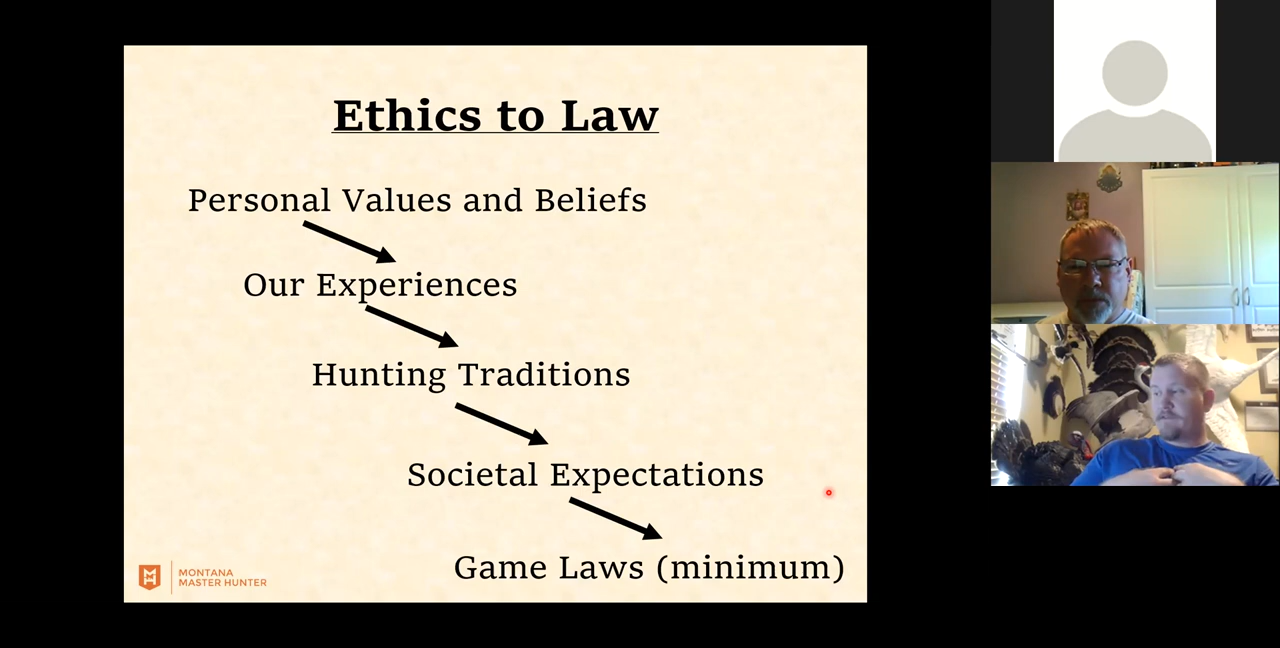 Ethics to Law
Personal Values and Beliefs
Our Experiences
Hunting Traditions
Societal Expectations
Game Laws (minimum)
MONTANA
MASTER HUNTER